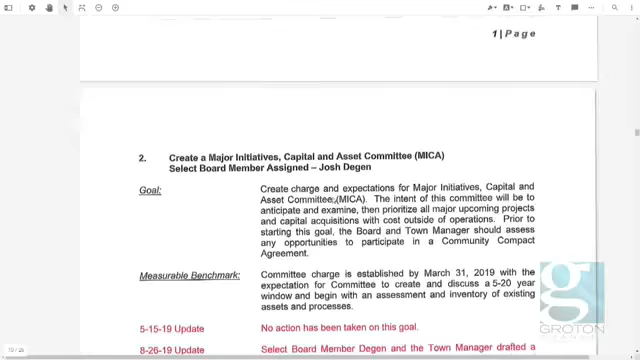 1 | Page
2. Create a Major Initiatives, Capital and Asset Committee (MICA)
Select Board Member Assigned - Josh Degen
Goal: Create charge and expectations for Major Initiatives, Capital and
Asset Committee (MICA). The intent of this committee will be to
anticipate and examine, then prioritize all major upcoming projects
and capital acquisitions with cost outside of operations. Prior to
starting this goal, the Board and Town Manager should assess
any opportunities to participate in a Community Compact
Agreement.
Measurable Benchmark: Committee charge is established by March 31, 2019 with the
expectation for Committee to create and discuss a 5-20 year
window and begin with an assessment and inventory of existing
assets and processes.
5-15-19 Update No action has been taken on this goal.
8-26-19 Update Select Board Member Degen and the Town Manager drafted a
g
GROTON